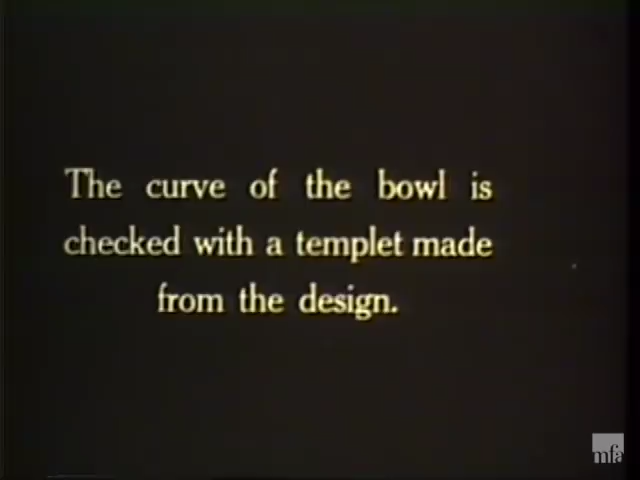 The curve of the bowl is
checked with a templet made
from the design.
mfa